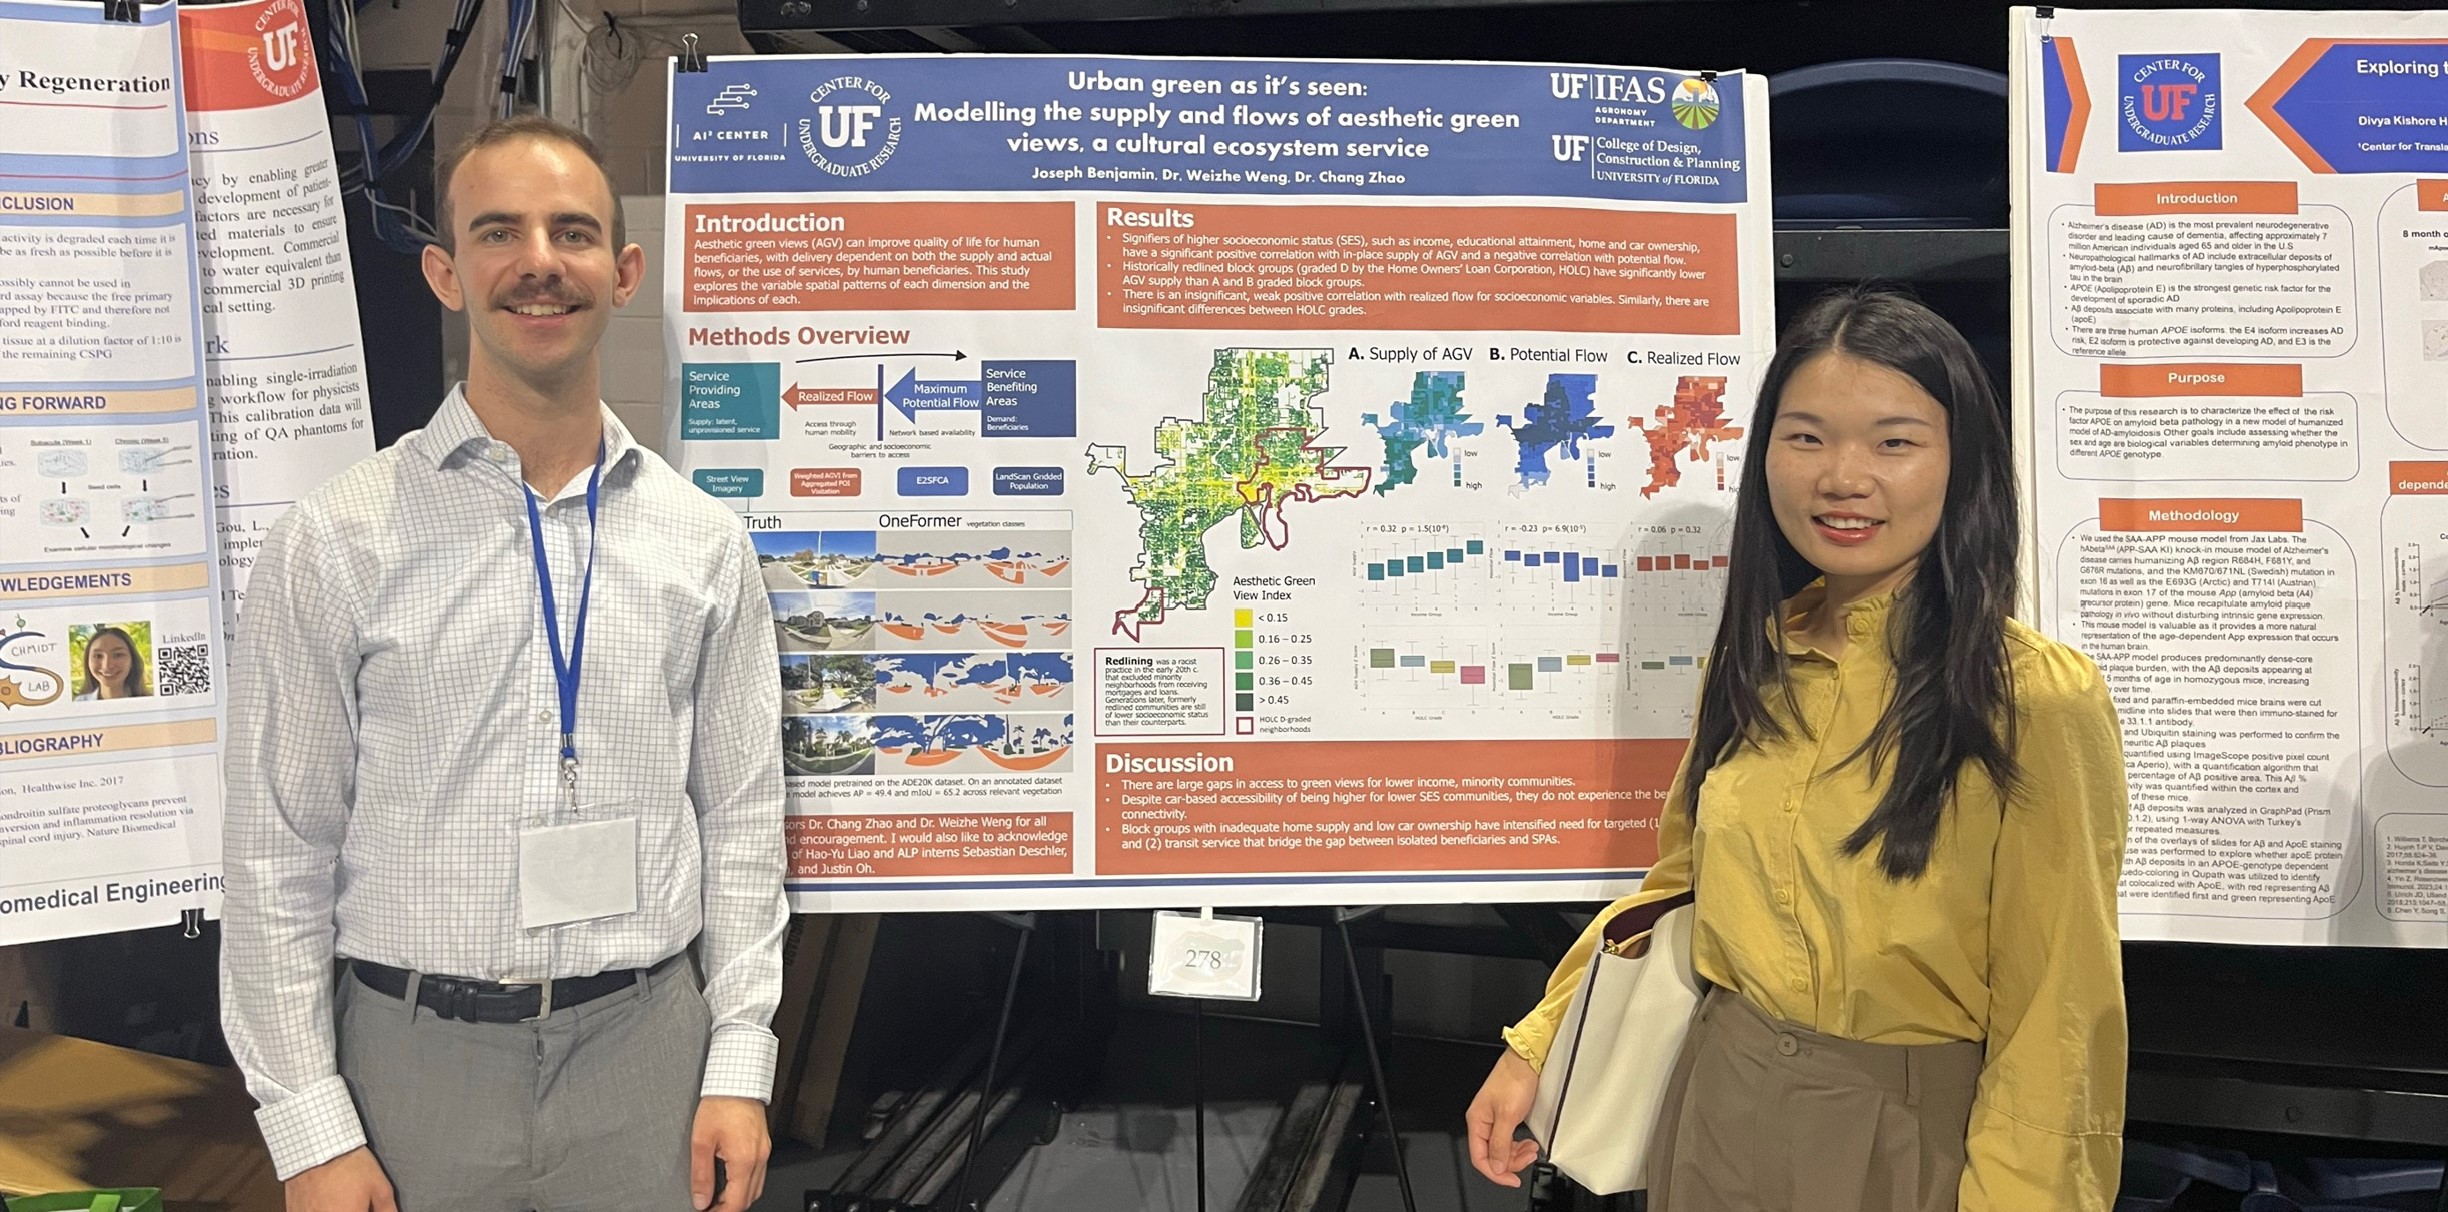 y Regeneration
CLUSION
activity is degraded each time it is
be as fresh as possible before it is
ossibly cannot be used in
rd assay because the free primary
apped by FITC and therefore not
ford reagent binding.
tissue at a dilution factor of 1:10 is
the remaining CSPG
NG FORWARD
WLEDGEMENTS
CHMIDT
LAB
LinkedIn
BLIOGRAPHY
on, Healthwise Inc. 2017
ondroitin sulfate proteoglycans prevent
nversion and inflammation resolution via
spinal cord injury. Nature Biomedical
omedical Engineering
CENTER FOR
UF
UNDERGRADUATE RESEARCH
ons
cy by enabling greater
development of patient-
factors are necessary for
ted materials to ensure
velopment. Commercial
to water equivalent than
commercial 3D printing
cal setting.
rk
nabling single-irradiation
g workflow for physicists
This calibration data will
ting of QA phantoms for
ration.
AI² CENTER
UNIVERSITY OF FLORIDA
CENTER FOR
UF
UNDERGRADUATE RESEARCH
Urban green as it's seen:
Modelling the supply and flows of aesthetic green
views, a cultural ecosystem service
Joseph Benjamin, Dr. Weizhe Weng, Dr. Chang Zhao
UF|IFAS
AGRONOMY
DEPARTMENT
UF College of Design,
Construction & Planning
UNIVERSITY of FLORIDA
Introduction
Aesthetic green views (AGV) can improve quality of life for human
beneficiaries, with delivery dependent on both the supply and actual
flows, or the use of services, by human beneficiaries. This study
explores the variable spatial patterns of each dimension and the
implications of each.
Methods Overview
Service
Providing
Areas
Supply: latent,
unprovisioned service
Realized Flow
Access through
human mobility
Maximum
Potential Flow
Network based availability
Service
Benefiting
Areas
Demand:
Beneficiaries
Geographic and socioeconomic
barriers to access
Street View
Imagery
Weighted AGVI from
Aggregated POI
Visitation
E2SFCA
LandScan Gridded
Population
Truth
OneFormer vegetation classes
ased model pretrained on the ADE20K dataset. On an annotated dataset
model achieves AP = 49.4 and mIoU = 65.2 across relevant vegetation
ors Dr. Chang Zhao and Dr. Weizhe Weng for all
d encouragement. I would also like to acknowledge
of Hao-Yu Liao and ALP interns Sebastian Deschler,
, and Justin Oh.
Results
• Signifiers of higher socioeconomic status (SES), such as income, educational attainment, home and car ownership,
have a significant positive correlation with in-place supply of AGV and a negative correlation with potential flow.
• Historically redlined block groups (graded D by the Home Owners' Loan Corporation, HOLC) have significantly lower
AGV supply than A and B graded block groups.
• There is an insignificant, weak positive correlation with realized flow for socioeconomic variables. Similarly, there are
insignificant differences between HOLC grades.
A. Supply of AGV
B. Potential Flow
C. Realized Flow
low
high
low
high
low
Aesthetic Green
View Index
< 0.15
0.16 – 0.25
0.26 – 0.35
0.36 – 0.45
> 0.45
HOLC D-graded
neighborhoods
Redlining was a racist
practice in the early 20th c.
that excluded minority
neighborhoods from receiving
mortgages and loans.
Generations later, formerly
redlined communities are still
of lower socioeconomic status
than their counterparts.
r = 0.06 p = 0.32
Income Group
HOLC Grade
Discussion
• There are large gaps in access to green views for lower income, minority communities.
• Despite car-based accessibility of being higher for lower SES communities, they do not experience the be
connectivity.
• Block groups with inadequate home supply and low car ownership have intensified need for targeted (1
and (2) transit service that bridge the gap between isolated beneficiaries and SPAs.
278
CENTER FOR
UF
UNDERGRADUATE RESEARCH
Exploring t
Divya Kishore H
¹Center for Transla
Introduction
• Alzheimer's disease (AD) is the most prevalent neurodegenerative
disorder and leading cause of dementia, affecting approximately 7
million American individuals aged 65 and older in the U.S
• Neuropathological hallmarks of AD include extracellular deposits of
amyloid-beta (Aβ) and neurofibrillary tangles of hyperphosphorylated
tau in the brain
• APOE (Apolipoprotein E) is the strongest genetic risk factor for the
development of sporadic AD
• Aβ deposits associate with many proteins, including Apolipoprotein E
(apoE)
• There are three human APOE isoforms, the E4 isoform increases AD
risk, E2 isoform is protective against developing AD, and E3 is the
reference allele
Purpose
• The purpose of this research is to characterize the effect of the risk
factor APOE on amyloid beta pathology in a new model of humanized
model of AD-amyloidosis Other goals include assessing whether the
sex and age are biological variables determining amyloid phenotype in
different APOE genotype.
Methodology
• We used the SAA-APP mouse model from Jax Labs. The
(APP-SAA KI) knock-in mouse model of Alzheimer's
disease carries humanizing Aβ region R684H, F681Y, and
G676R mutations, and the KM670/671NL (Swedish) mutation in
exon 16 as well as the E693G (Arctic) and T714I (Austrian)
mutations in exon 17 of the mouse App (amyloid beta (A4)
precursor protein) gene. Mice recapitulate amyloid plaque
pathology in vivo without disturbing intrinsic gene expression.
• This mouse model is valuable as it provides a more natural
representation of the age-dependent App expression that occurs
in the human brain.
SAA-APP model produces predominantly dense-core
plaque burden, with the Aβ deposits appearing at
5 months of age in homozygous mice, increasing
over time.
fixed and paraffin-embedded mice brains were cut
midline into slides that were then immuno-stained for
33.1.1 antibody.
and Ubiquitin staining was performed to confirm the
neuritic Aβ plaques
quantified using ImageScope positive pixel count
Aperio), with a quantification algorithm that
percentage of Aβ positive area. This Aβ %
was quantified within the cortex and
of these mice.
Aβ deposits was analyzed in GraphPad (Prism
using 1-way ANOVA with Turkey's
repeated measures.
of the overlays of slides for Aβ and ApoE staining
was performed to explore whether apoE protein
Aβ deposits in an APOE-genotype dependent
in Qupath was utilized to identify
colocalized with ApoE, with red representing Aβ
were identified first and green representing ApoE
8 month o
depende